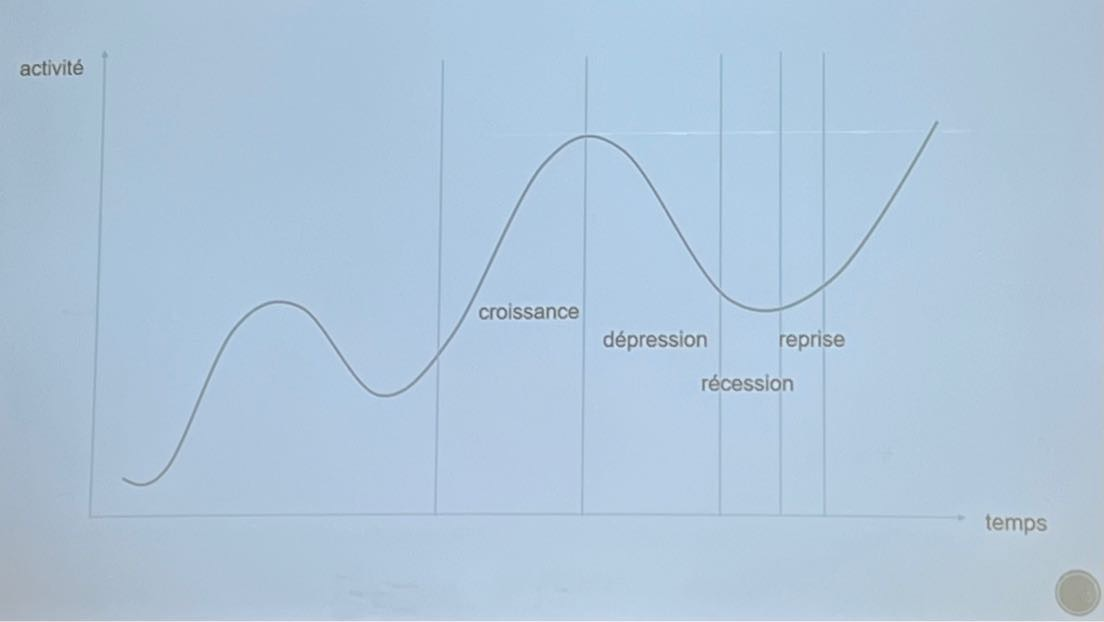 activité
croissance
dépression
reprise
récession
temps